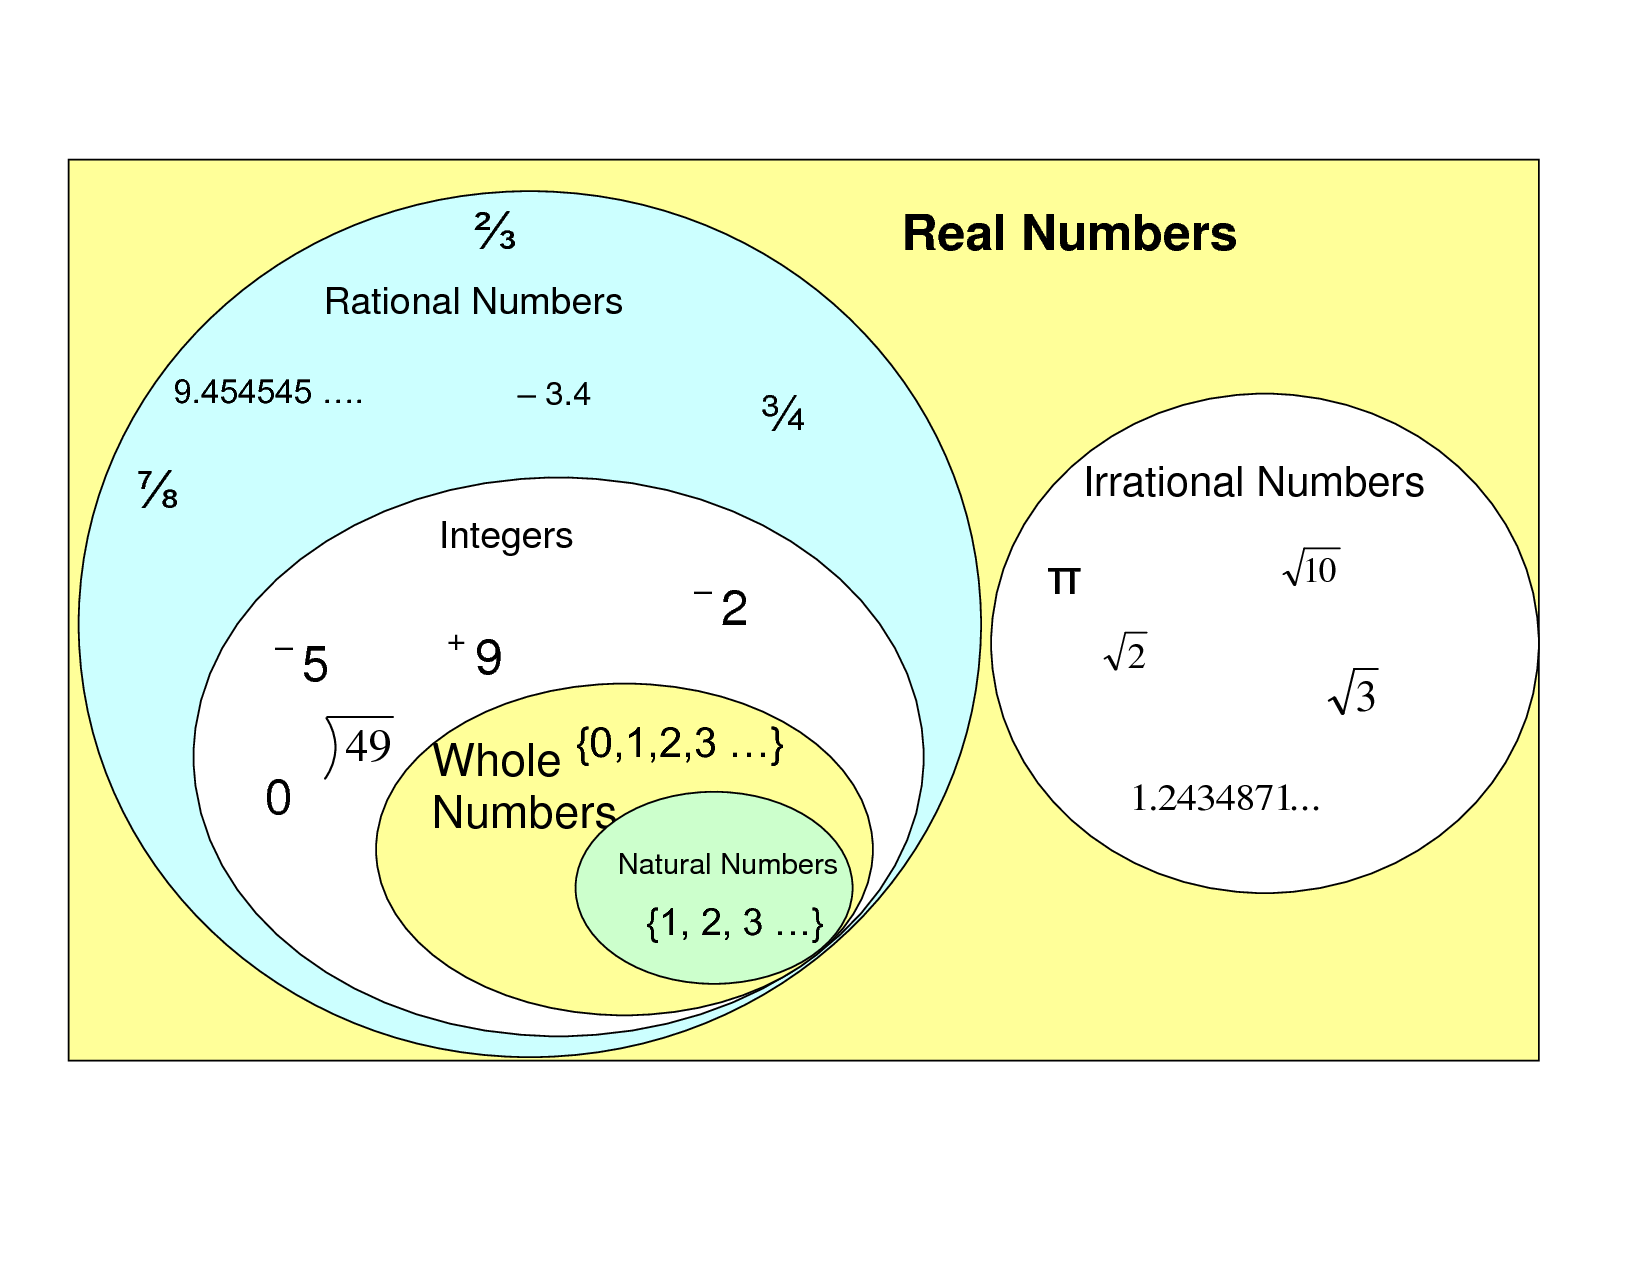 ⅔
Real Numbers
Rational Numbers
9.454545 ….
– 3.4
¾
⅞
Irrational Numbers
Integers
π
√10
– 2
– 5
+ 9
√2
√3
⟌49
Whole
Numbers
{0,1,2,3 …}
0
1.2434871...
Natural Numbers
{1, 2, 3 …}